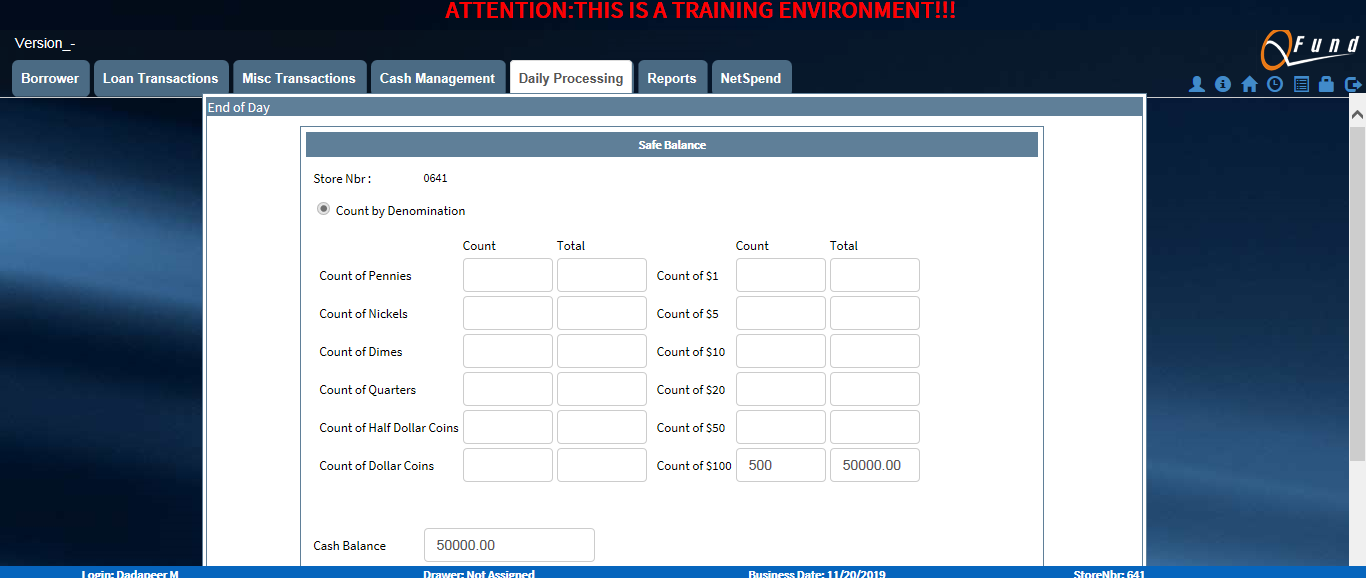 ATTENTION:THIS IS A TRAINING ENVIRONMENT!!!
Version_-
QFund
Borrower Loan Transactions Misc Transactions Cash Management Daily Processing Reports NetSpend
End of Day
Safe Balance
Store Nbr : 0641
Count by Denomination
Count Total Count Total
Count of Pennies Count of $1
Count of Nickels Count of $5
Count of Dimes Count of $10
Count of Quarters Count of $20
Count of Half Dollar Coins Count of $50
Count of Dollar Coins Count of $100 500 50000.00
Cash Balance 50000.00
Login: Dadapeer M Drawer: Not Assigned Business Date: 11/20/2019 StoreNbr: 641